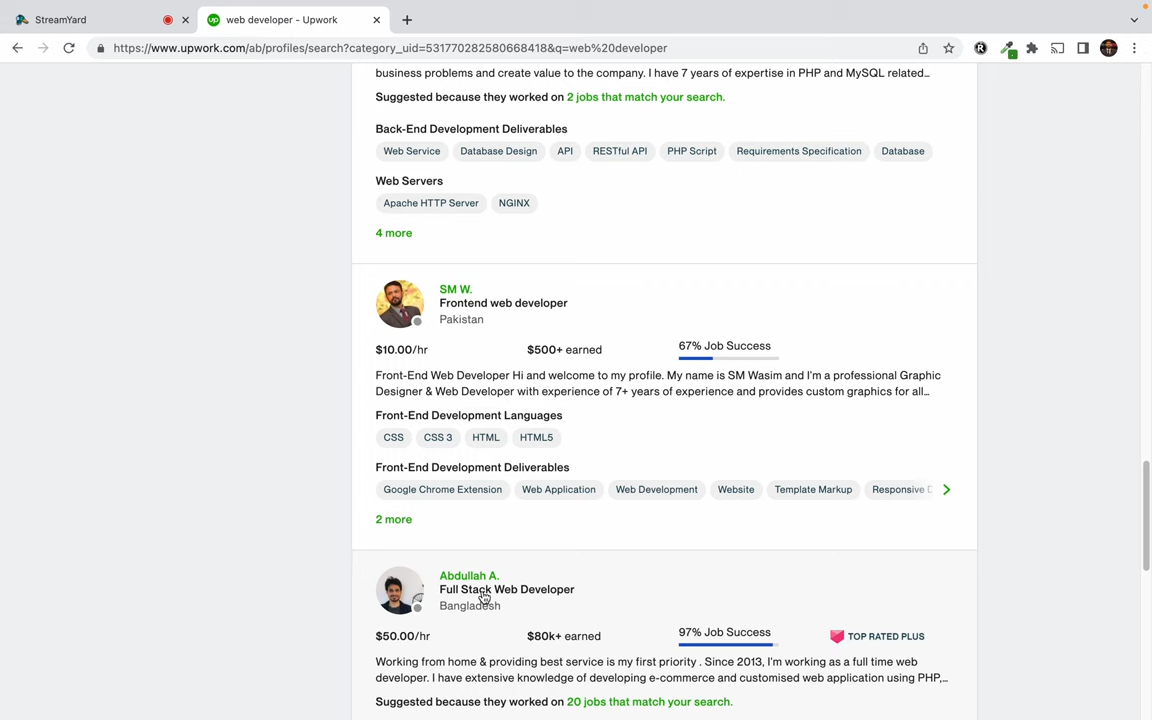 StreamYard
up web developer - Upwork
https://www.upwork.com/ab/profiles/search?category_uid=531770282580668418&q=web%20developer
business problems and create value to the company. I have 7 years of expertise in PHP and MySQL related...
Suggested because they worked on 2 jobs that match your search.
Back-End Development Deliverables
Web Service Database Design API RESTful API PHP Script Requirements Specification Database
Web Servers
Apache HTTP Server NGINX
4 more
SM W.
Frontend web developer
Pakistan
$10.00/hr $500+ earned 67% Job Success
Front-End Web Developer Hi and welcome to my profile. My name is SM Wasim and I'm a professional Graphic
Designer & Web Developer with experience of 7+ years of experience and provides custom graphics for all...
Front-End Development Languages
CSS CSS 3 HTML HTML5
Front-End Development Deliverables
Google Chrome Extension Web Application Web Development Website Template Markup Responsive D
2 more
Abdullah A.
Full Stack Web Developer
Bangladesh
$50.00/hr $80k+ earned 97% Job Success TOP RATED PLUS
Working from home & providing best service is my first priority . Since 2013, I'm working as a full time web
developer. I have extensive knowledge of developing e-commerce and customised web application using PHP,...
Suggested because they worked on 20 jobs that match your search.